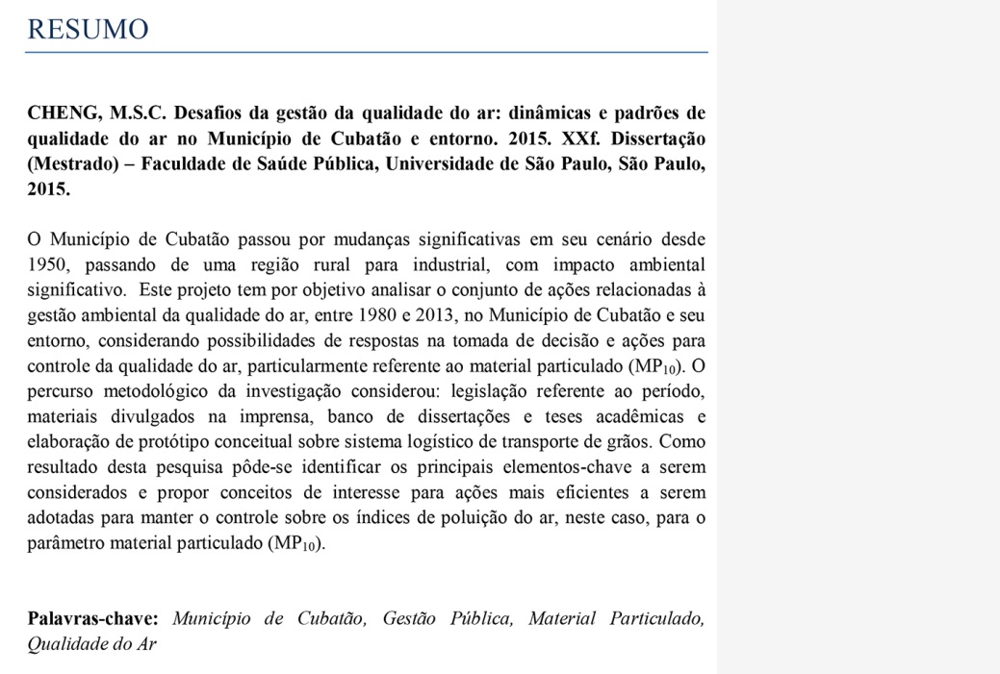 RESUMO
CHENG, M.S.C. Desafios da gestão da qualidade do ar: dinâmicas e padrões de
qualidade do ar no Município de Cubatão e entorno. 2015. XXf. Dissertação
(Mestrado) – Faculdade de Saúde Pública, Universidade de São Paulo, São Paulo,
2015.
O Município de Cubatão passou por mudanças significativas em seu cenário desde
1950, passando de uma região rural para industrial, com impacto ambiental
significativo. Este projeto tem por objetivo analisar o conjunto de ações relacionadas à
gestão ambiental da qualidade do ar, entre 1980 e 2013, no Município de Cubatão e seu
entorno, considerando possibilidades de respostas na tomada de decisão e ações para
controle da qualidade do ar, particularmente referente ao material particulado (MP₁₀). O
percurso metodológico da investigação considerou: legislação referente ao período,
materiais divulgados na imprensa, banco de dissertações e teses acadêmicas e
elaboração de protótipo conceitual sobre sistema logístico de transporte de grãos. Como
resultado desta pesquisa pôde-se identificar os principais elementos-chave a serem
considerados e propor conceitos de interesse para ações mais eficientes a serem
adotadas para manter o controle sobre os índices de poluição do ar, neste caso, para o
parâmetro material particulado (MP₁₀).
Palavras-chave: Município de Cubatão, Gestão Pública, Material Particulado,
Qualidade do Ar